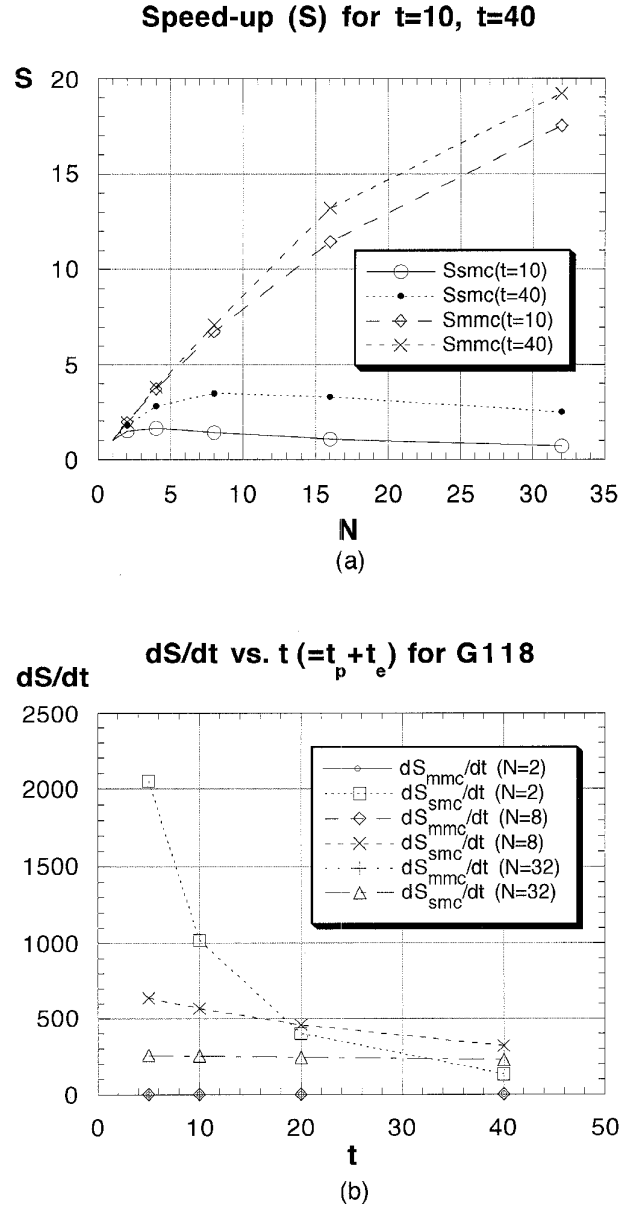 Speed-up (S) for t=10, t=40
S
20
15
10
5
0
Ssmc(t=10)
Ssmc(t=40)
Smmc(t=10)
Smmc(t=40)
0 5 10 15 20 25 30 35
N
(a)
dS/dt vs. t (=tp+te) for G118
dS/dt
2500
2000
1500
1000
500
0
dSmmc/dt (N=2)
dSsmc/dt (N=2)
dSmmc/dt (N=8)
dSsmc/dt (N=8)
dSmmc/dt (N=32)
dSsmc/dt (N=32)
0 10 20 30 40 50
t
(b)